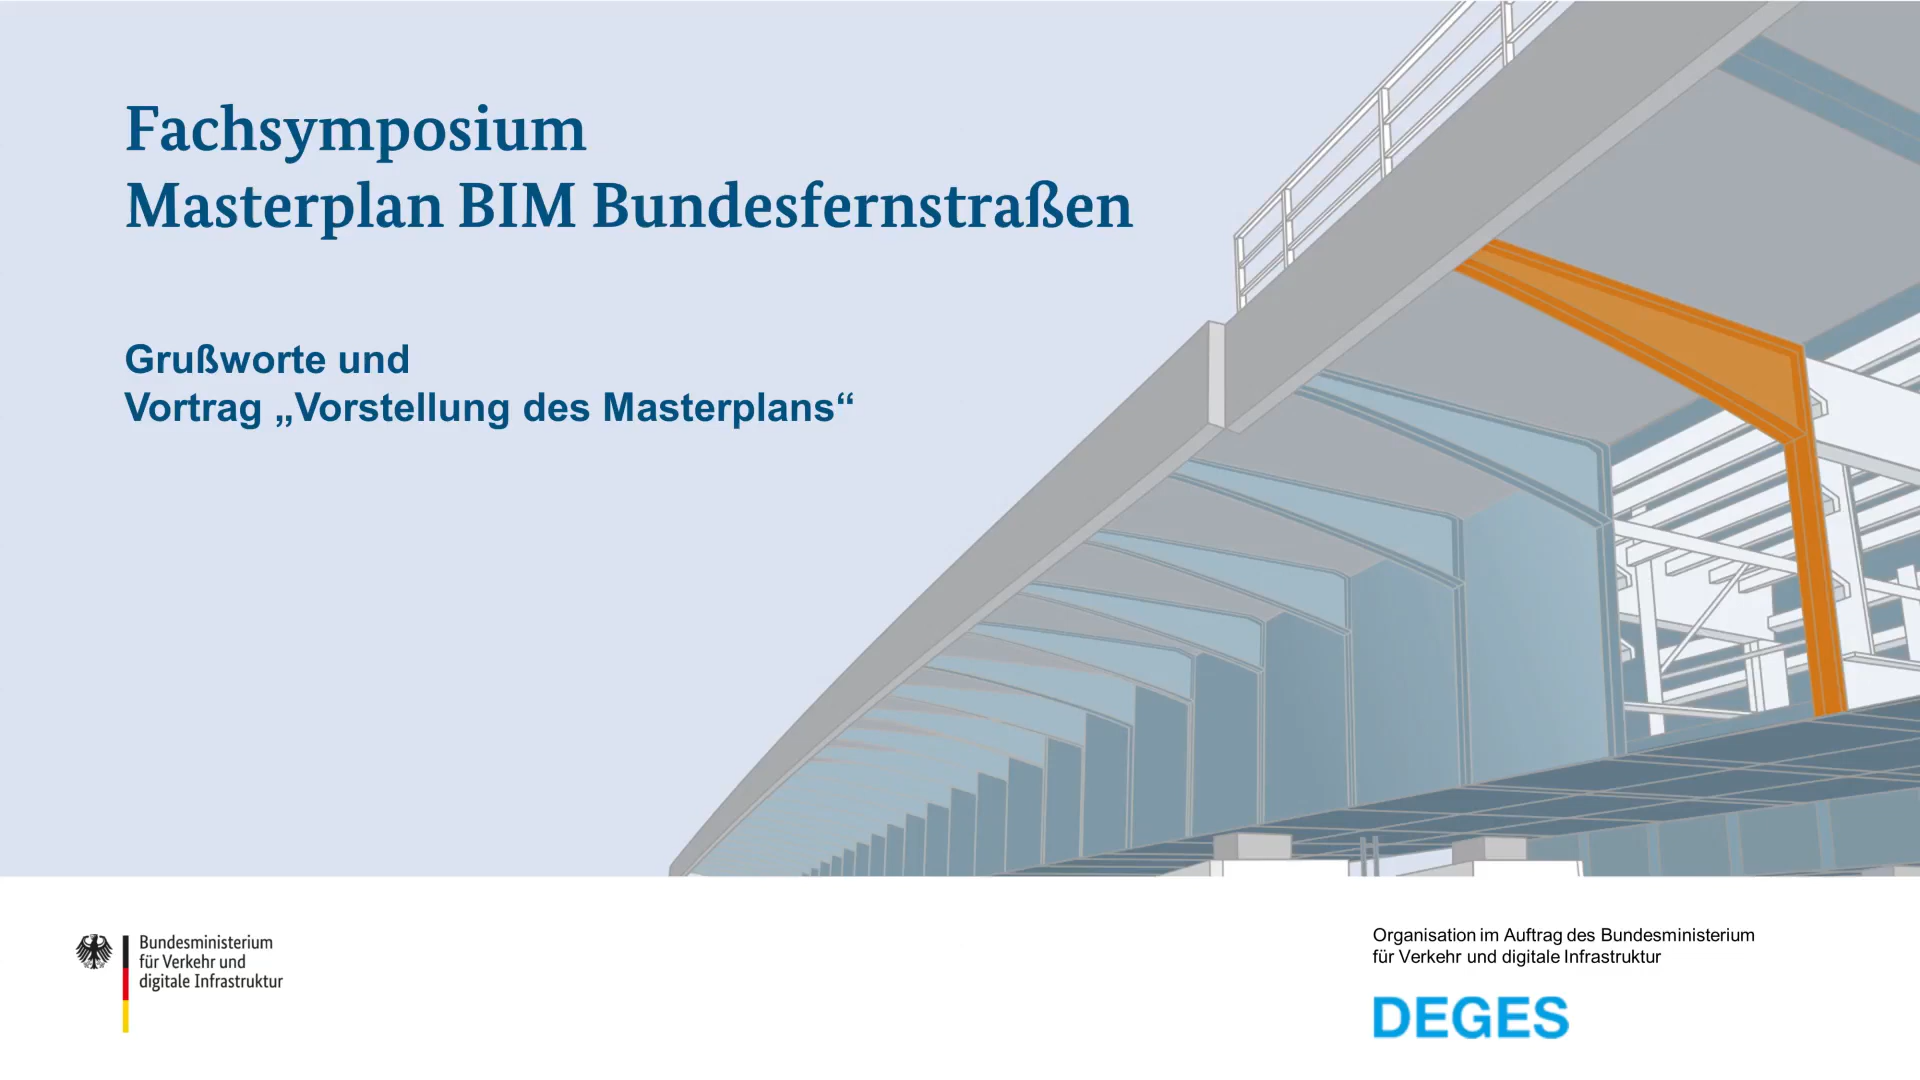 Fachsymposium
Masterplan BIM Bundesfernstraßen
Grußworte und
Vortrag „Vorstellung des Masterplans“
Bundesministerium
für Verkehr und
digitale Infrastruktur
Organisation im Auftrag des Bundesministerium
für Verkehr und digitale Infrastruktur
DEGES